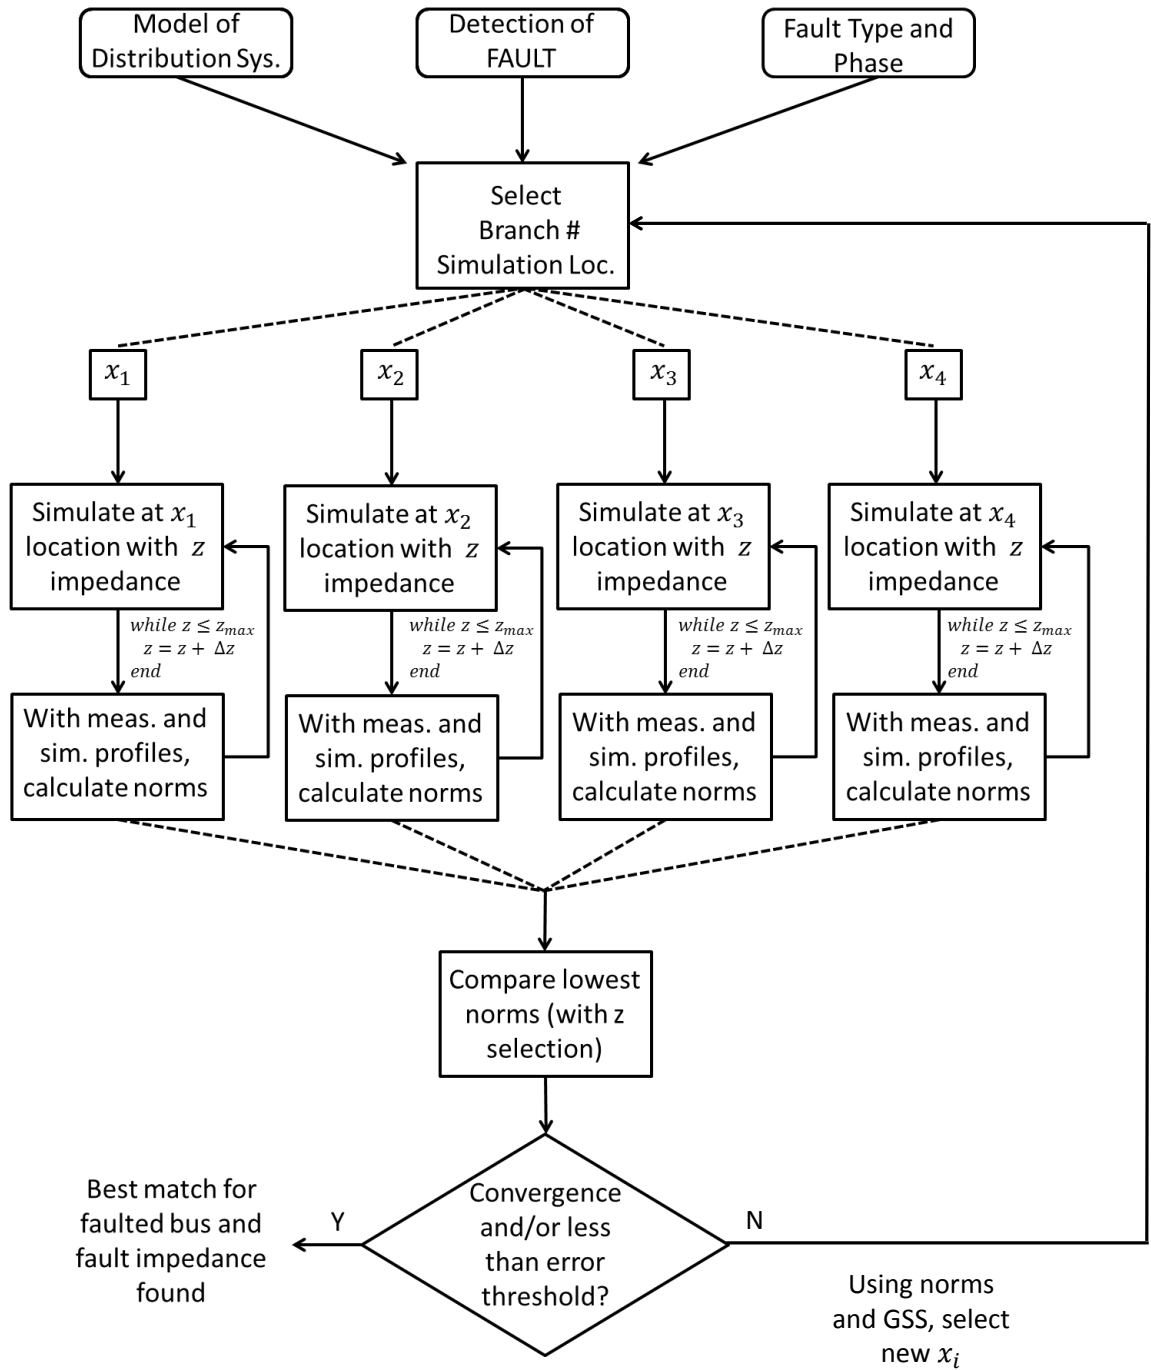 Model of
Distribution Sys.
Detection of
FAULT
Fault Type and
Phase
Select
Branch #
Simulation Loc.
x₁
x₂
x₃
x₄
Simulate at x₁
location with z
impedance
Simulate at x₂
location with z
impedance
Simulate at x₃
location with z
impedance
Simulate at x₄
location with z
impedance
while z ≤ zₘₐₓ
z = z + Δz
end
while z ≤ zₘₐₓ
z = z + Δz
end
while z ≤ zₘₐₓ
z = z + Δz
end
while z ≤ zₘₐₓ
z = z + Δz
end
With meas. and
sim. profiles,
calculate norms
With meas. and
sim. profiles,
calculate norms
With meas. and
sim. profiles,
calculate norms
With meas. and
sim. profiles,
calculate norms
Compare lowest
norms (with z
selection)
Convergence
and/or less
than error
threshold?
Y
N
Best match for
faulted bus and
fault impedance
found
Using norms
and GSS, select
new xᵢ